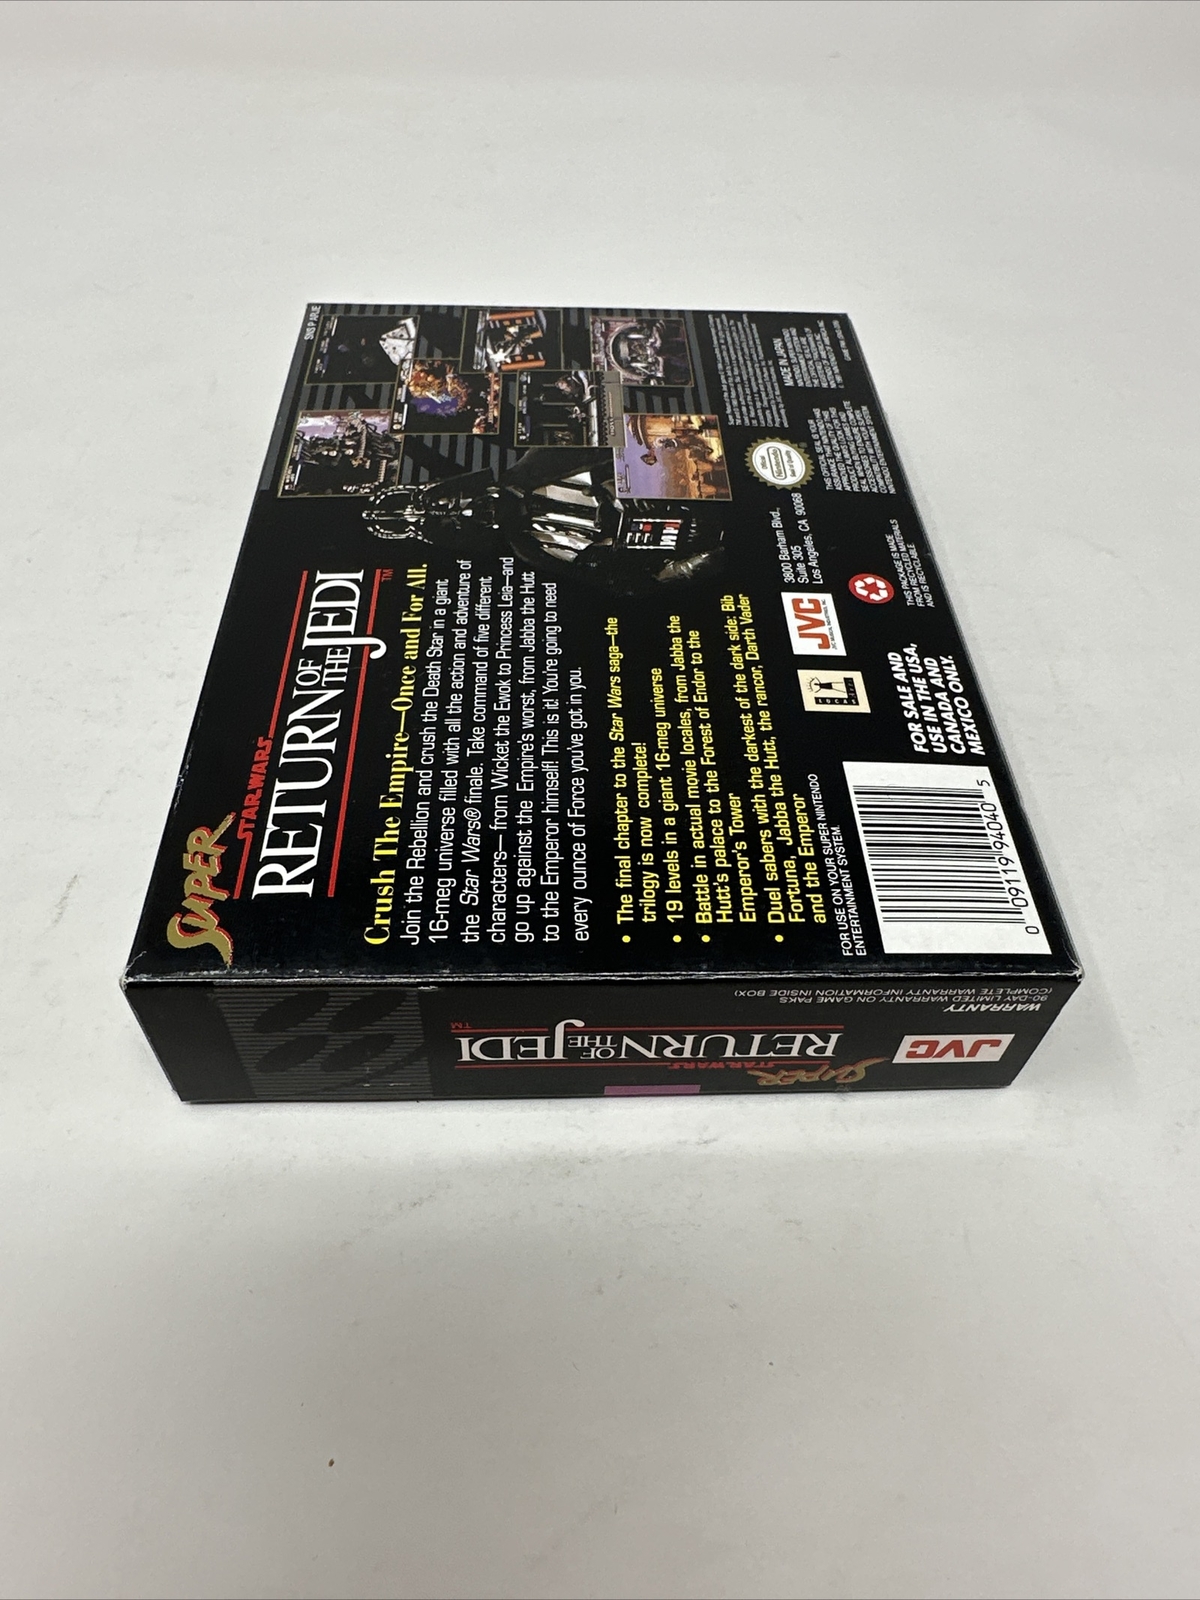 SUPER
STAR WARS
RETURN
OF
THE
JEDI
TM
SNS P ARJE
Crush The Empire—Once and For All.
Join the Rebellion and crush the Death Star in a giant
16-meg universe filled with all the action and adventure of
the Star Wars® finale. Take command of five different
characters— from Wicket the Ewok to Princess Leia—and
go up against the Empire's worst, from Jabba the Hutt
to the Emperor himself! This is it! You're going to need
every ounce of Force you've got in you.
• The final chapter to the Star Wars saga—the
trilogy is now complete!
• 19 levels in a giant 16-meg universe
• Battle in actual movie locales, from Jabba the
Hutt's palace to the Forest of Endor to the
Emperor's Tower
• Duel sabers with the darkest of the dark side: Bib
Fortuna, Jabba the Hutt, the rancor, Darth Vader
and the Emperor
FOR USE ON YOUR SUPER NINTENDO
ENTERTAINMENT SYSTEM.
JVC
3800 Barham Blvd.,
Suite 305
Los Angeles, CA 90068
Official
Nintendo
Seal of Quality
MADE IN JAPAN
THIS PACKAGE IS MADE
FROM RECYCLED MATERIALS
AND IS RECYCLABLE.
FOR SALE AND
USE IN THE USA,
CANADA AND
MEXICO ONLY.
0 09119 94040 5
WARRANTY
90-DAY LIMITED WARRANTY ON GAME PAKS
(COMPLETE WARRANTY INFORMATION INSIDE BOX)
JVC
SUPER
STAR WARS
RETURN
OF
THE
JEDI
TM